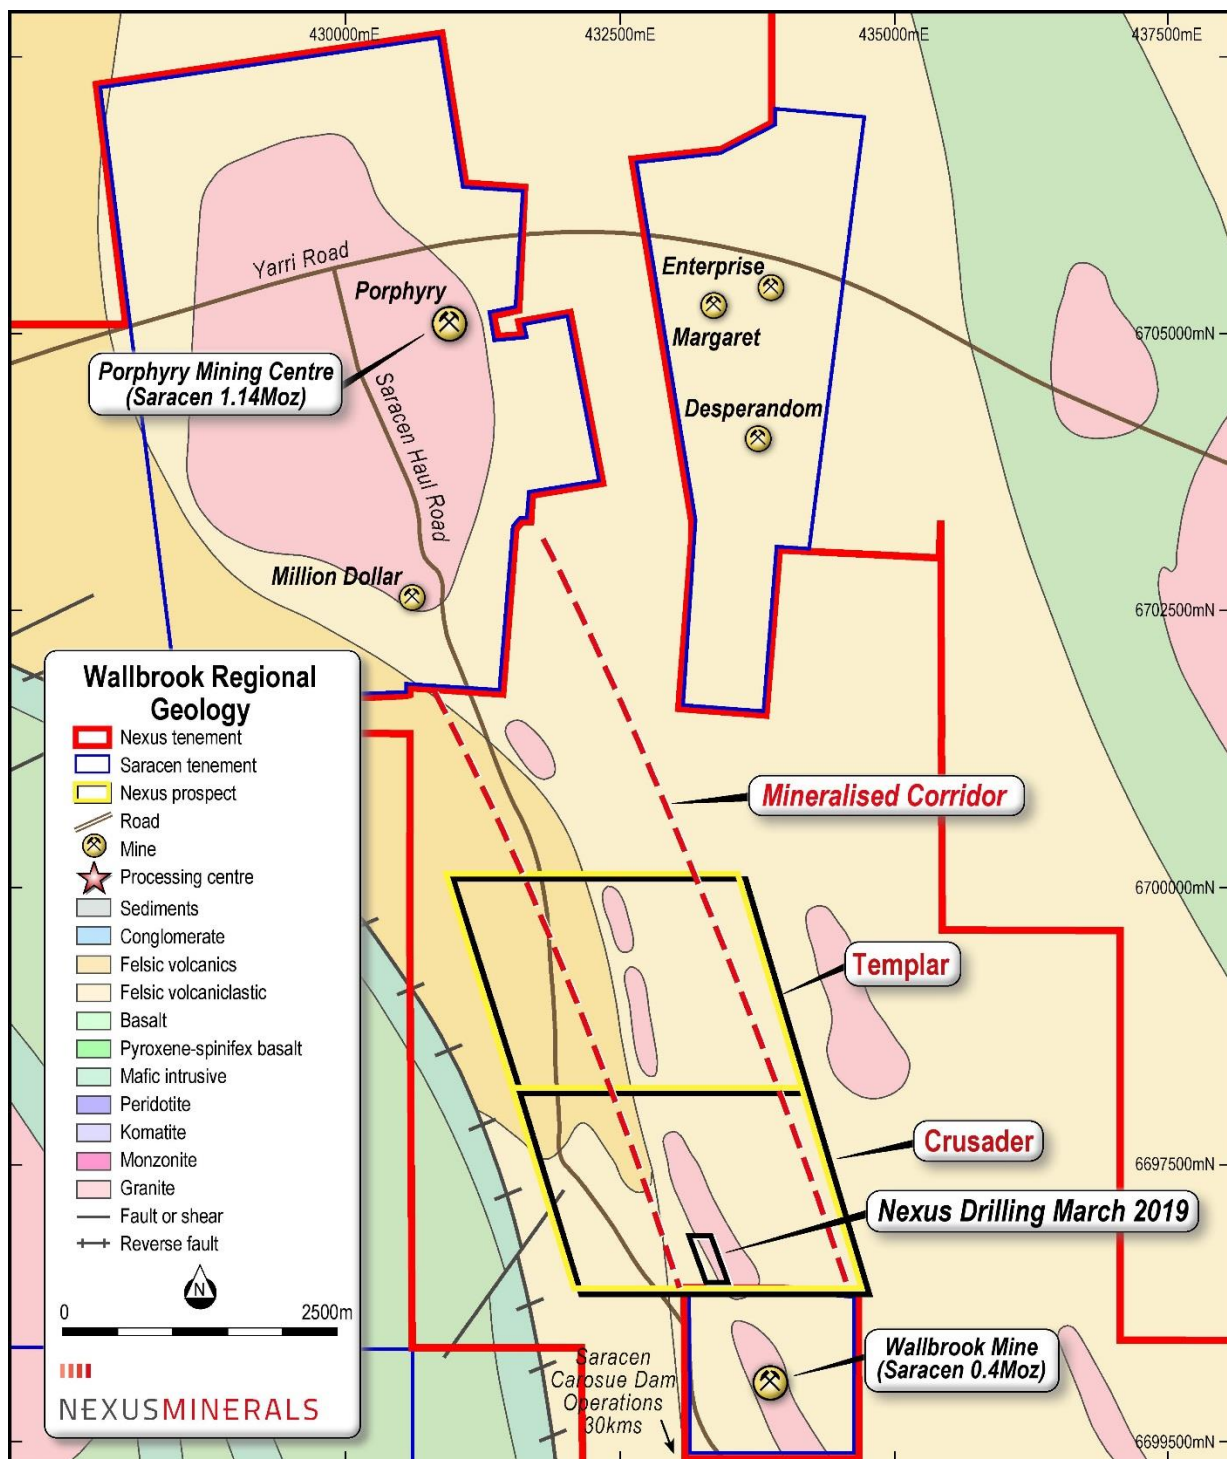 430000mE
432500mE
435000mE
437500mE
Yarri Road
Porphyry
Enterprise
Margaret
6705000mN
Porphyry Mining Centre
(Saracen 1.14Moz)
Saracen Haul Road
Desperandom
Million Dollar
6702500mN
Wallbrook Regional
Geology
Nexus tenement
Saracen tenement
Nexus prospect
Road
Mine
Processing centre
Sediments
Conglomerate
Felsic volcanics
Felsic volcaniclastic
Basalt
Pyroxene-spinifex basalt
Mafic intrusive
Peridotite
Komatite
Monzonite
Granite
Fault or shear
Reverse fault
N
0
2500m
NEXUSMINERALS
Mineralised Corridor
6700000mN
Templar
Crusader
6697500mN
Nexus Drilling March 2019
Wallbrook Mine
(Saracen 0.4Moz)
Saracen
Carosue Dam
Operations
30kms
6699500mN